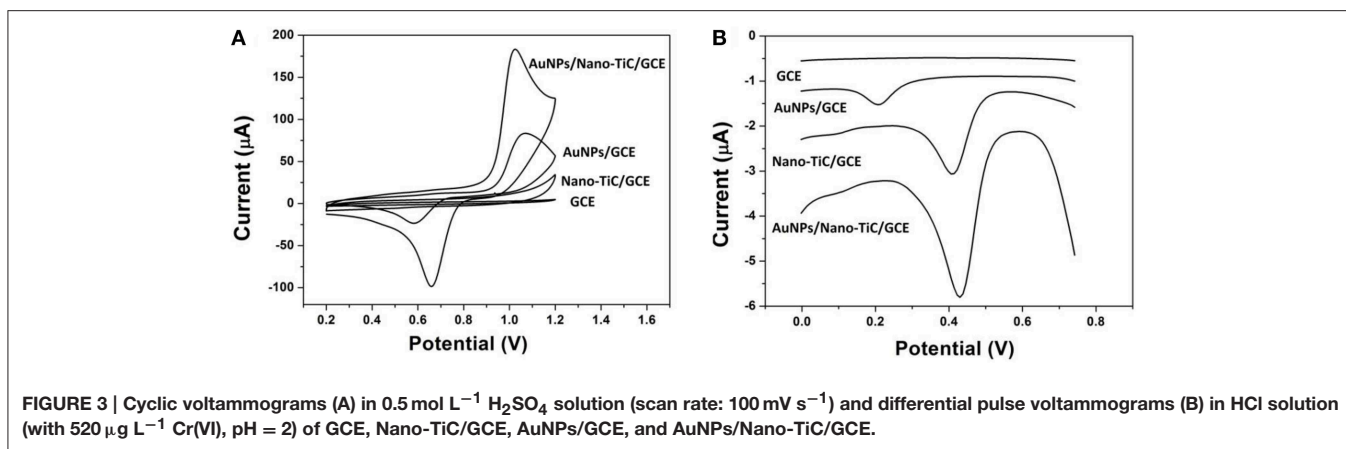 A
200
150
100
50
0
-50
-100
Current (μA)
AuNPs/Nano-TiC/GCE
AuNPs/GCE
Nano-TiC/GCE
GCE
0.2 0.4 0.6 0.8 1.0 1.2 1.4 1.6
Potential (V)
B
0
-1
-2
-3
-4
-5
-6
Current (μA)
GCE
AuNPs/GCE
Nano-TiC/GCE
AuNPs/Nano-TiC/GCE
0.0 0.2 0.4 0.6 0.8
Potential (V)
FIGURE 3 | Cyclic voltammograms (A) in 0.5 mol L⁻¹ H₂SO₄ solution (scan rate: 100 mV s⁻¹) and differential pulse voltammograms (B) in HCl solution
(with 520 μg L⁻¹ Cr(VI), pH = 2) of GCE, Nano-TiC/GCE, AuNPs/GCE, and AuNPs/Nano-TiC/GCE.